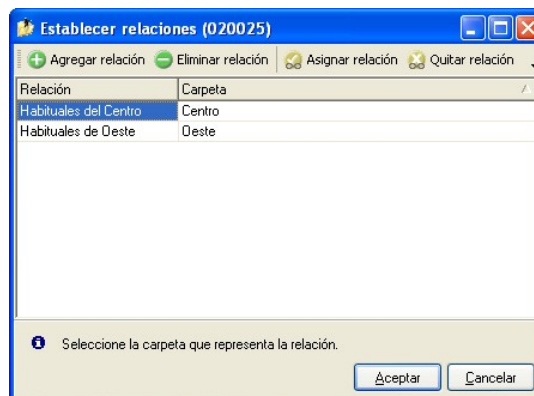 Establecer relaciones (020025)
Agregar relación Eliminar relación Asignar relación Quitar relación
Relación Carpeta
Habituales del Centro Centro
Habituales de Oeste Oeste
Seleccione la carpeta que representa la relación.
Aceptar Cancelar